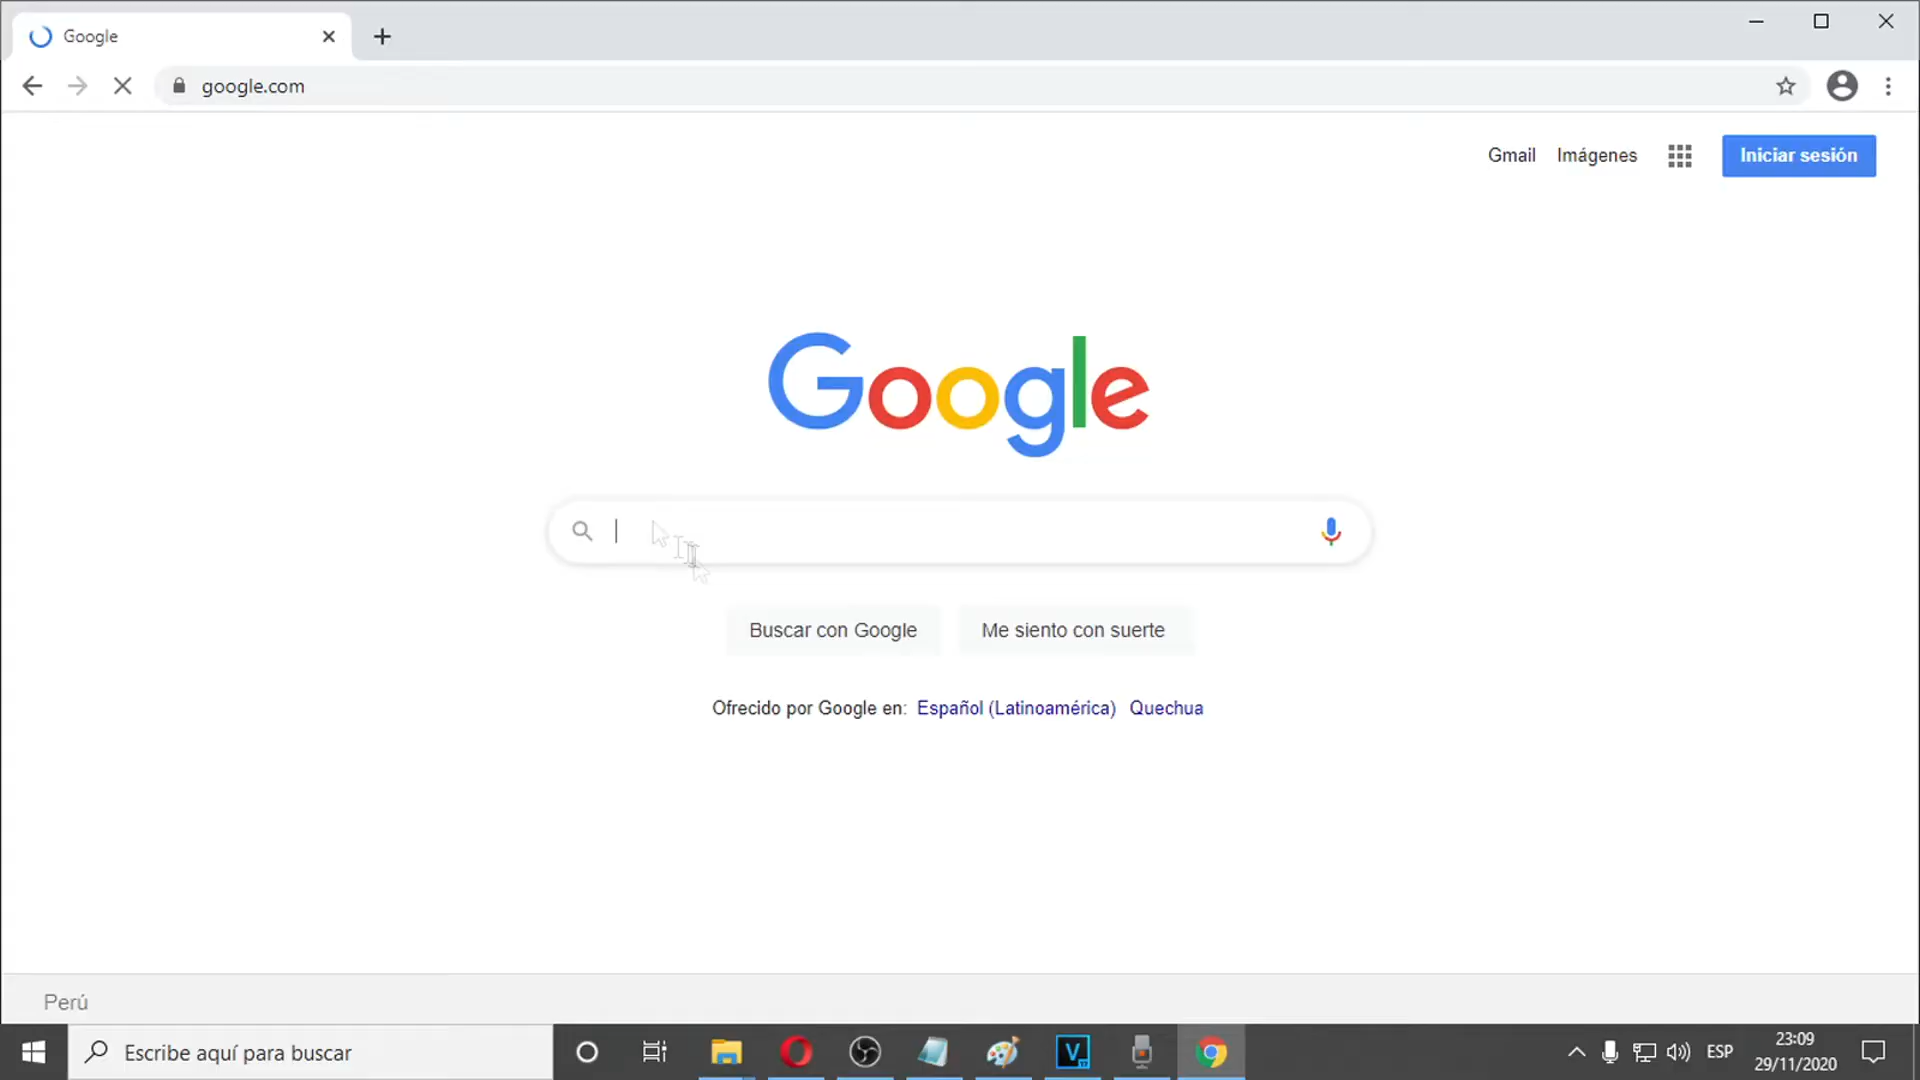 Google
google.com
Gmail Imágenes Iniciar sesión
Google
Buscar con Google Me siento con suerte
Ofrecido por Google en: Español (Latinoamérica) Quechua
Perú
Escribe aquí para buscar
V
17
ESP
23:09
29/11/2020